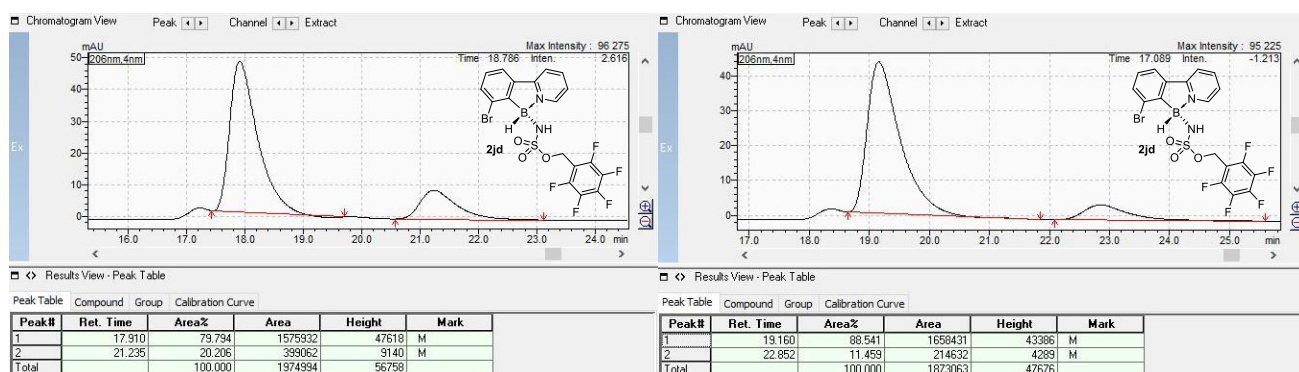 Chromatogram View Peak Channel Extract
mAU
206nm,4nm
Max Intensity : 96 275
Time 18.786 Inten. 2.616
50
40
30
20
10
0
Br
B
N
H
NH
2jd
O
S
O
O
F
F
F
F
F
Ex
16.0 17.0 18.0 19.0 20.0 21.0 22.0 23.0 24.0 min
Results View - Peak Table
Peak Table Compound Group Calibration Curve
Peak# Ret. Time Area% Area Height Mark
1 17.910 79.794 1575932 47618 M
2 21.235 20.206 399062 9140 M
Total 100.000 1974994 56758
Chromatogram View Peak Channel Extract
mAU
206nm,4nm
Max Intensity : 95 225
Time 17.089 Inten. -1.213
40
30
20
10
0
Br
B
N
H
NH
2jd
O
S
O
O
F
F
F
F
F
Ex
17.0 18.0 19.0 20.0 21.0 22.0 23.0 24.0 25.0 min
Results View - Peak Table
Peak Table Compound Group Calibration Curve
Peak# Ret. Time Area% Area Height Mark
1 19.160 88.541 1658431 43386 M
2 22.852 11.459 214632 4289 M
Total 100.000 1873063 47676